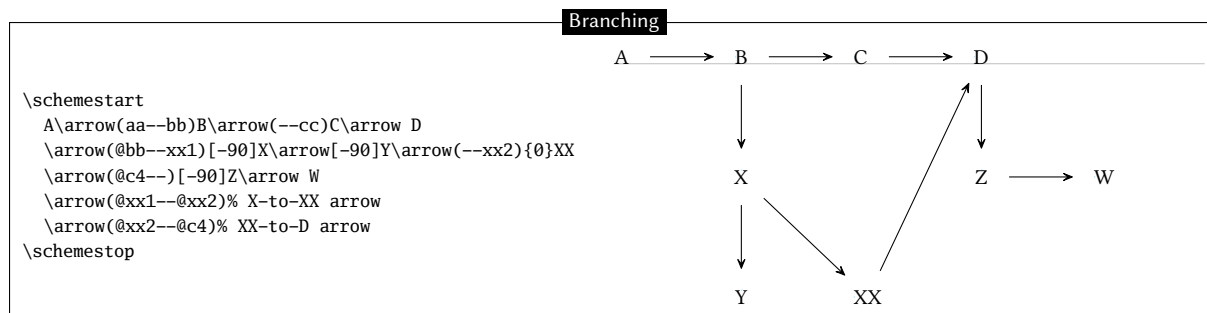 Branching
\schemestart
A\arrow(aa--bb)B\arrow(--cc)C\arrow D
\arrow(@bb--xx1)[-90]X\arrow[-90]Y\arrow(--xx2){0}XX
\arrow(@c4--)[-90]Z\arrow W
\arrow(@xx1--@xx2)% X-to-XX arrow
\arrow(@xx2--@c4)% XX-to-D arrow
\schemestop
A B C D
X Z W
Y XX